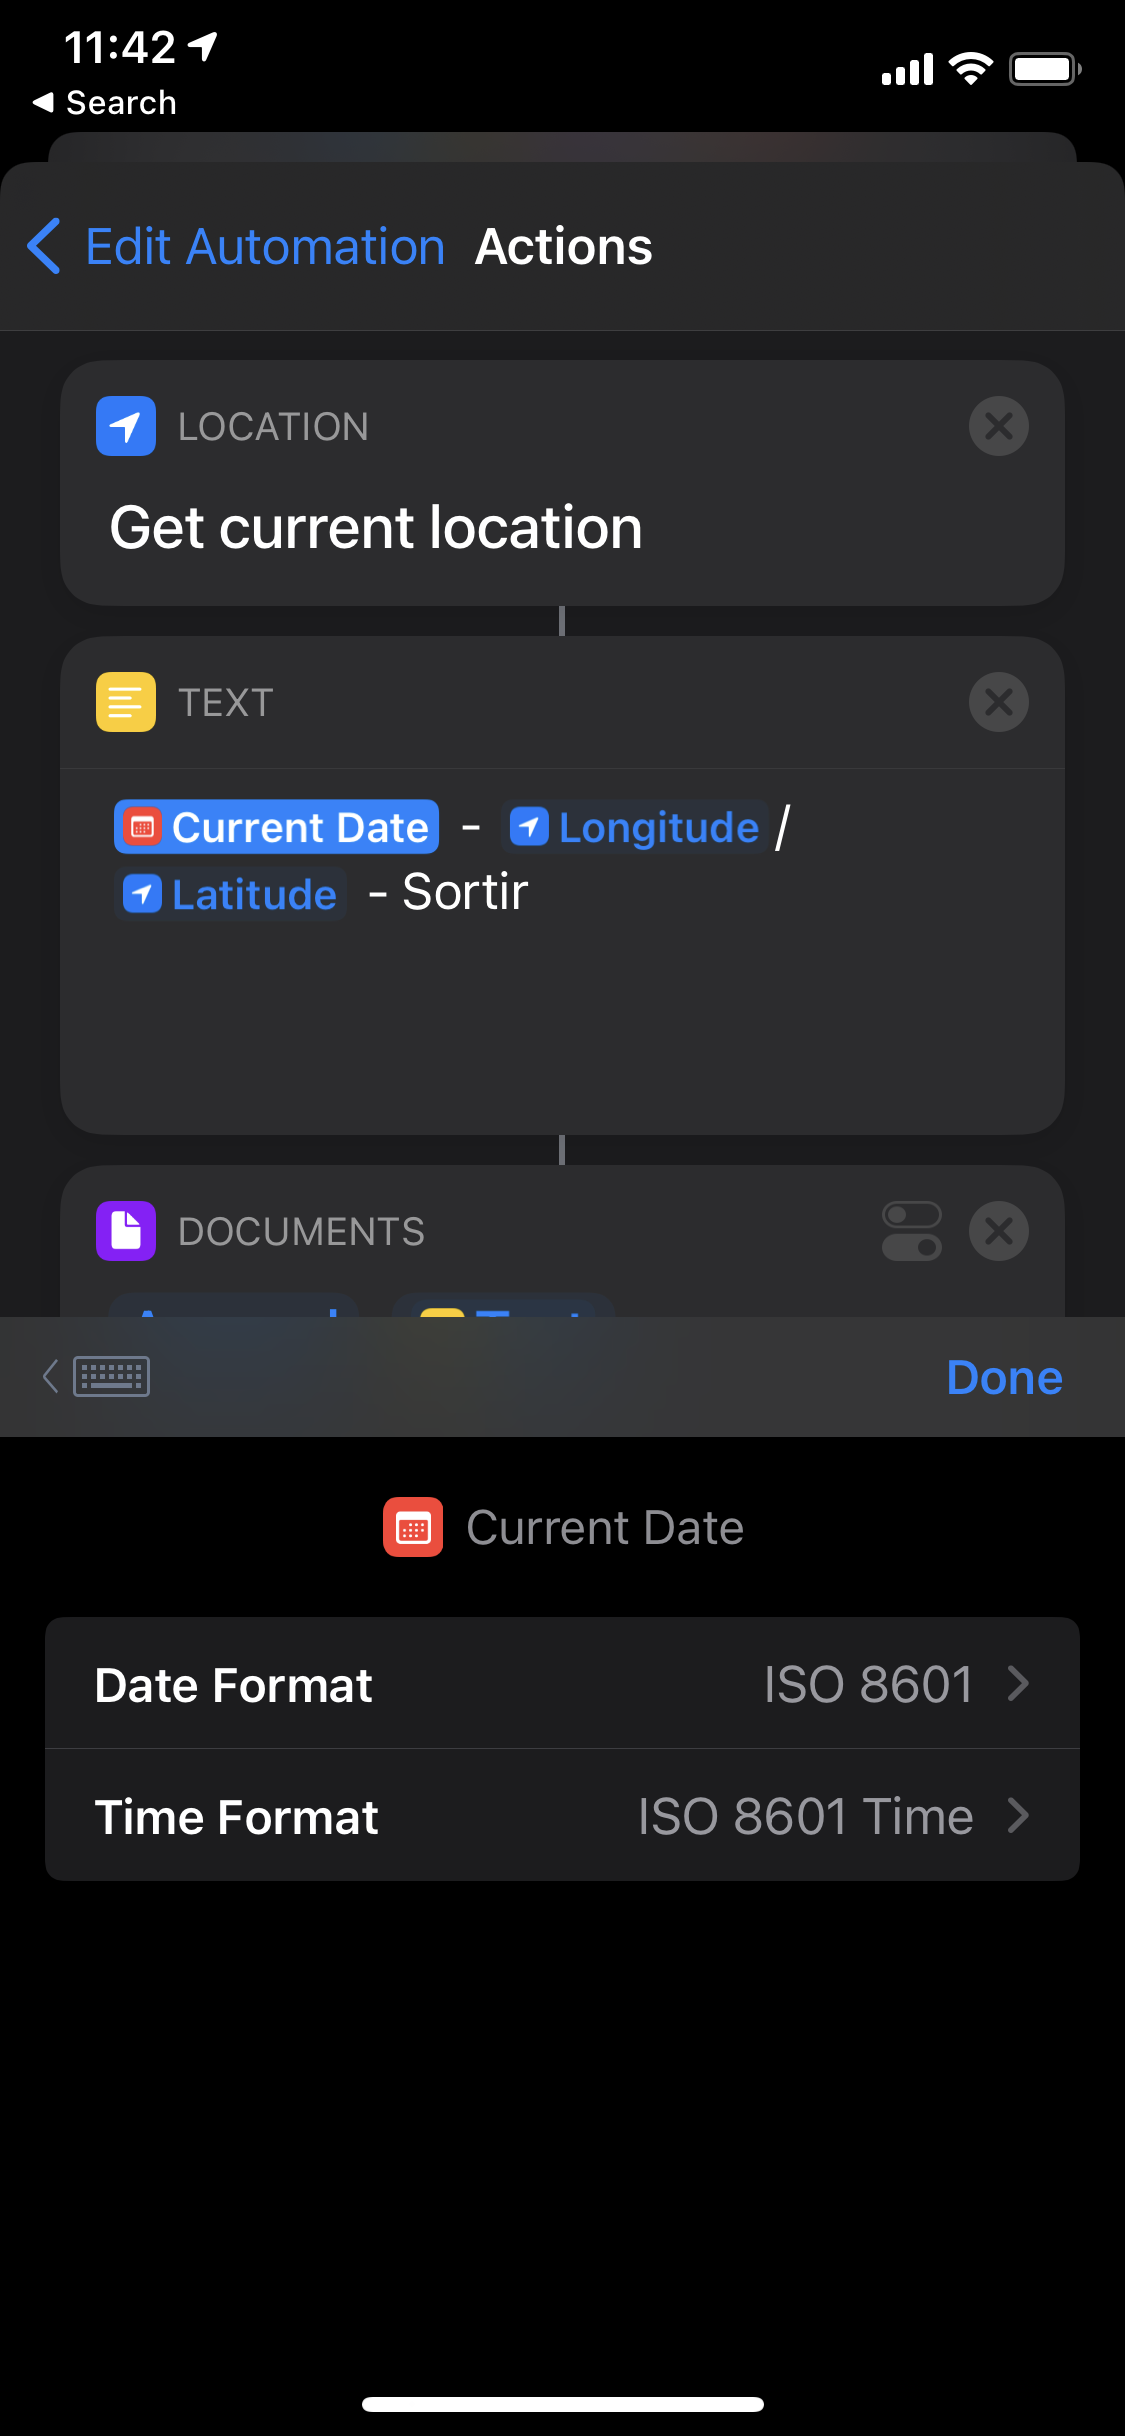 11:42
Search
Edit Automation Actions
LOCATION
Get current location
TEXT
Current Date - Longitude /
Latitude - Sortir
DOCUMENTS
Done
Current Date
Date Format ISO 8601
Time Format ISO 8601 Time